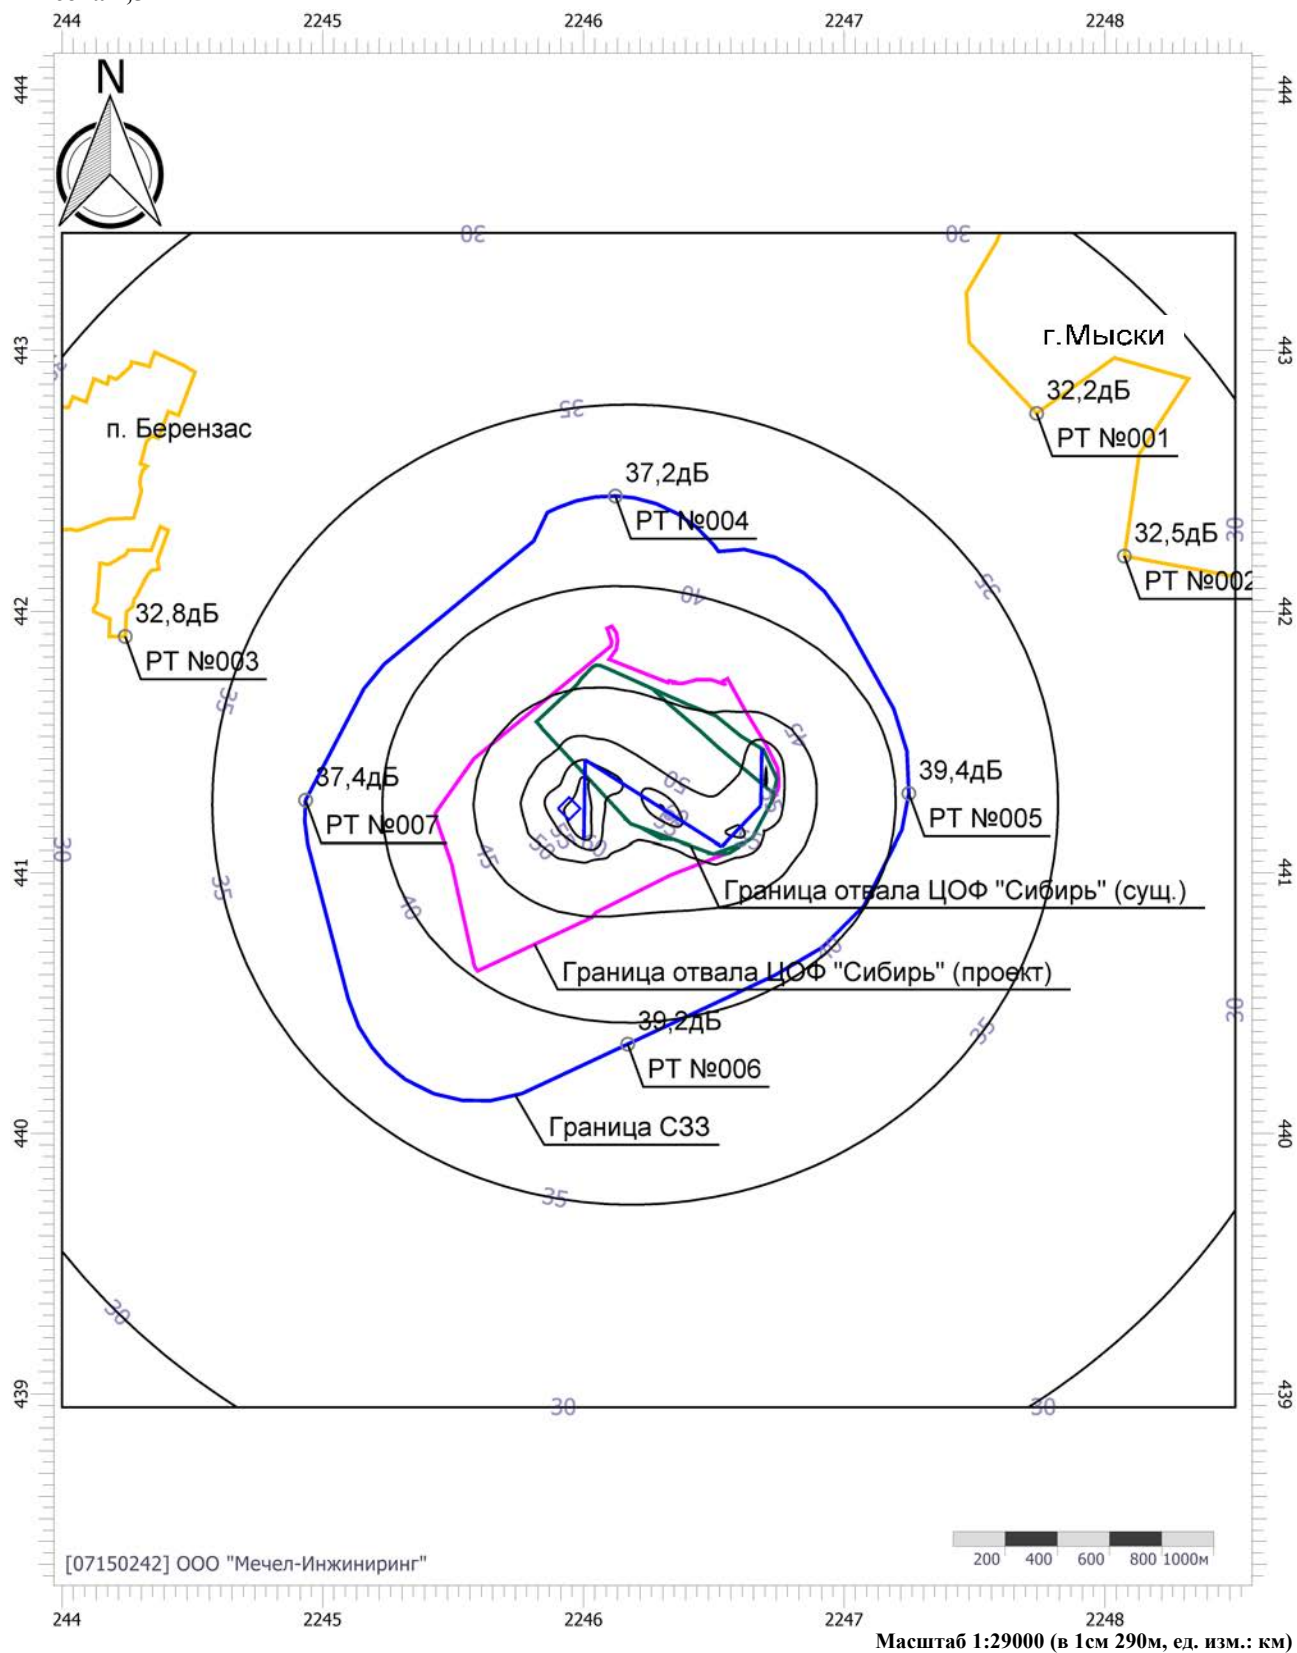 244 2245 2246 2247 2248
N
444 444
30 30
г.Мыски
443 443
32,2дБ
РТ №001
35
п. Берензас
37,2дБ
РТ №004
32,5дБ
30
РТ №002
35
40
442 442
32,8дБ
РТ №003
35
45
50
37,4дБ
РТ №007
39,4дБ
РТ №005
55
50
55
60
45
30
441 441
35
40
Граница отвала ЦОФ "Сибирь" (сущ.)
40
Граница отвала ЦОФ "Сибирь" (проект)
30
39,2дБ
35
РТ №006
Граница СЗЗ
440 440
35
30
439 439
30 30
200 400 600 800 1000м
[07150242] ООО "Мечел-Инжиниринг"
244 2245 2246 2247 2248
Масштаб 1:29000 (в 1см 290м, ед. изм.: км)